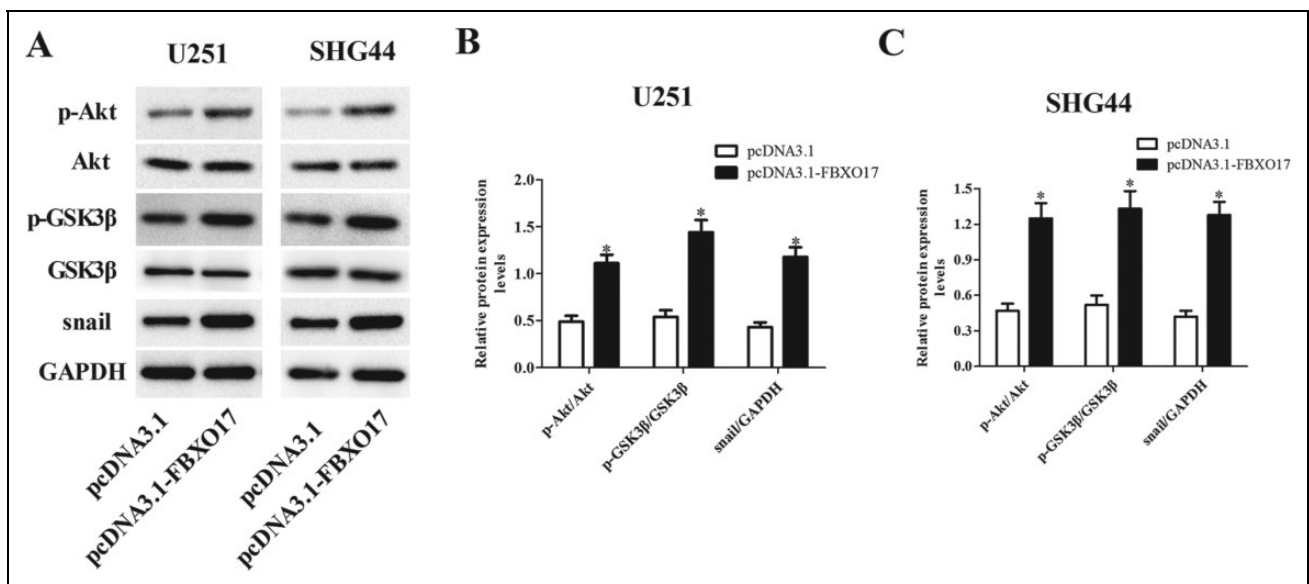 A
U251
SHG44
p-Akt
Akt
p-GSK3β
GSK3β
snail
GAPDH
pcDNA3.1
pcDNA3.1-FBXO17
pcDNA3.1
pcDNA3.1-FBXO17
B
U251
pcDNA3.1
pcDNA3.1-FBXO17
Relative protein expression
levels
2.0
1.5
1.0
0.5
0.0
*
*
*
p-Akt/Akt
p-GSK3β/GSK3β
snail/GAPDH
C
SHG44
pcDNA3.1
pcDNA3.1-FBXO17
Relative protein expression
levels
1.5
1.2
0.9
0.6
0.3
0.0
*
*
*
p-Akt/Akt
p-GSK3β/GSK3β
snail/GAPDH